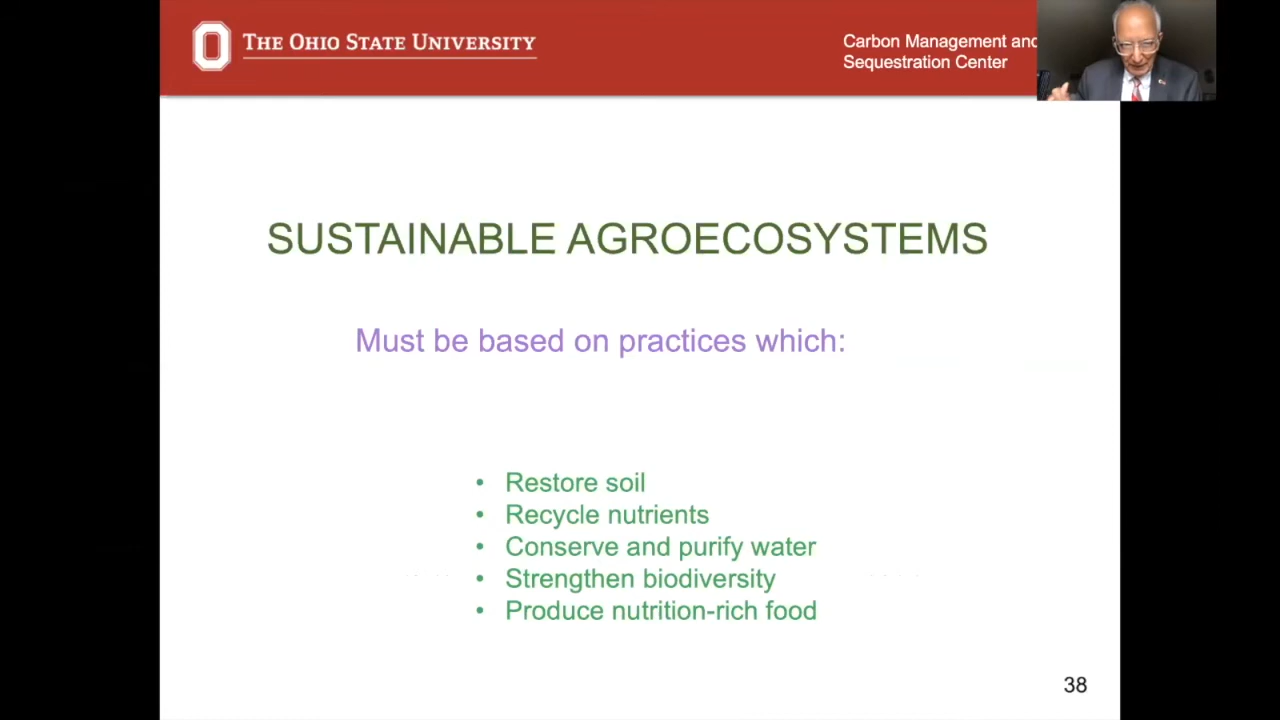 THE OHIO STATE UNIVERSITY
Carbon Management and
Sequestration Center
SUSTAINABLE AGROECOSYSTEMS
Must be based on practices which:
• Restore soil
• Recycle nutrients
• Conserve and purify water
• Strengthen biodiversity
• Produce nutrition-rich food
38